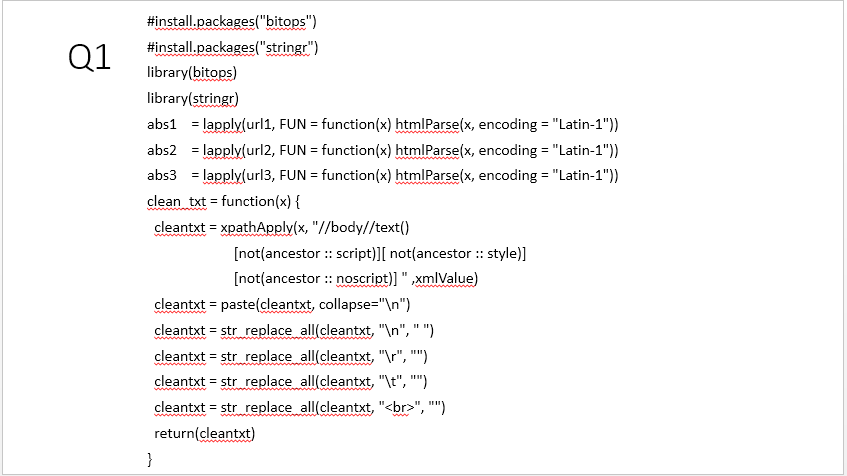 Q1
#install.packages("bitops")
#install.packages("stringr")
library(bitops)
library(stringr)
abs1    = lapply(url1, FUN = function(x) htmlParse(x, encoding = "Latin-1"))
abs2    = lapply(url2, FUN = function(x) htmlParse(x, encoding = "Latin-1"))
abs3    = lapply(url3, FUN = function(x) htmlParse(x, encoding = "Latin-1"))
clean_txt = function(x) {
  cleantxt = xpathApply(x, "//body//text()
                    [not(ancestor :: script)][ not(ancestor :: style)]
                    [not(ancestor :: noscript)] " ,xmlValue)
  cleantxt = paste(cleantxt, collapse="\n")
  cleantxt = str_replace_all(cleantxt, "\n", " ")
  cleantxt = str_replace_all(cleantxt, "\r", "")
  cleantxt = str_replace_all(cleantxt, "\t", "")
  cleantxt = str_replace_all(cleantxt, "<br>", "")
  return(cleantxt)
}